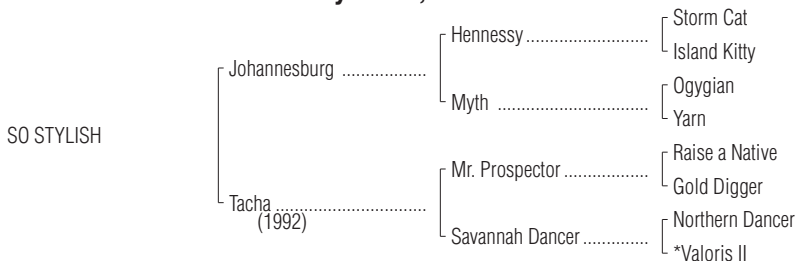 Storm Cat
Hennessy
Island Kitty
Johannesburg
Ogygian
Myth
Yarn
SO STYLISH
Raise a Native
Mr. Prospector
Gold Digger
Tacha
(1992)
Northern Dancer
Savannah Dancer
*Valoris II